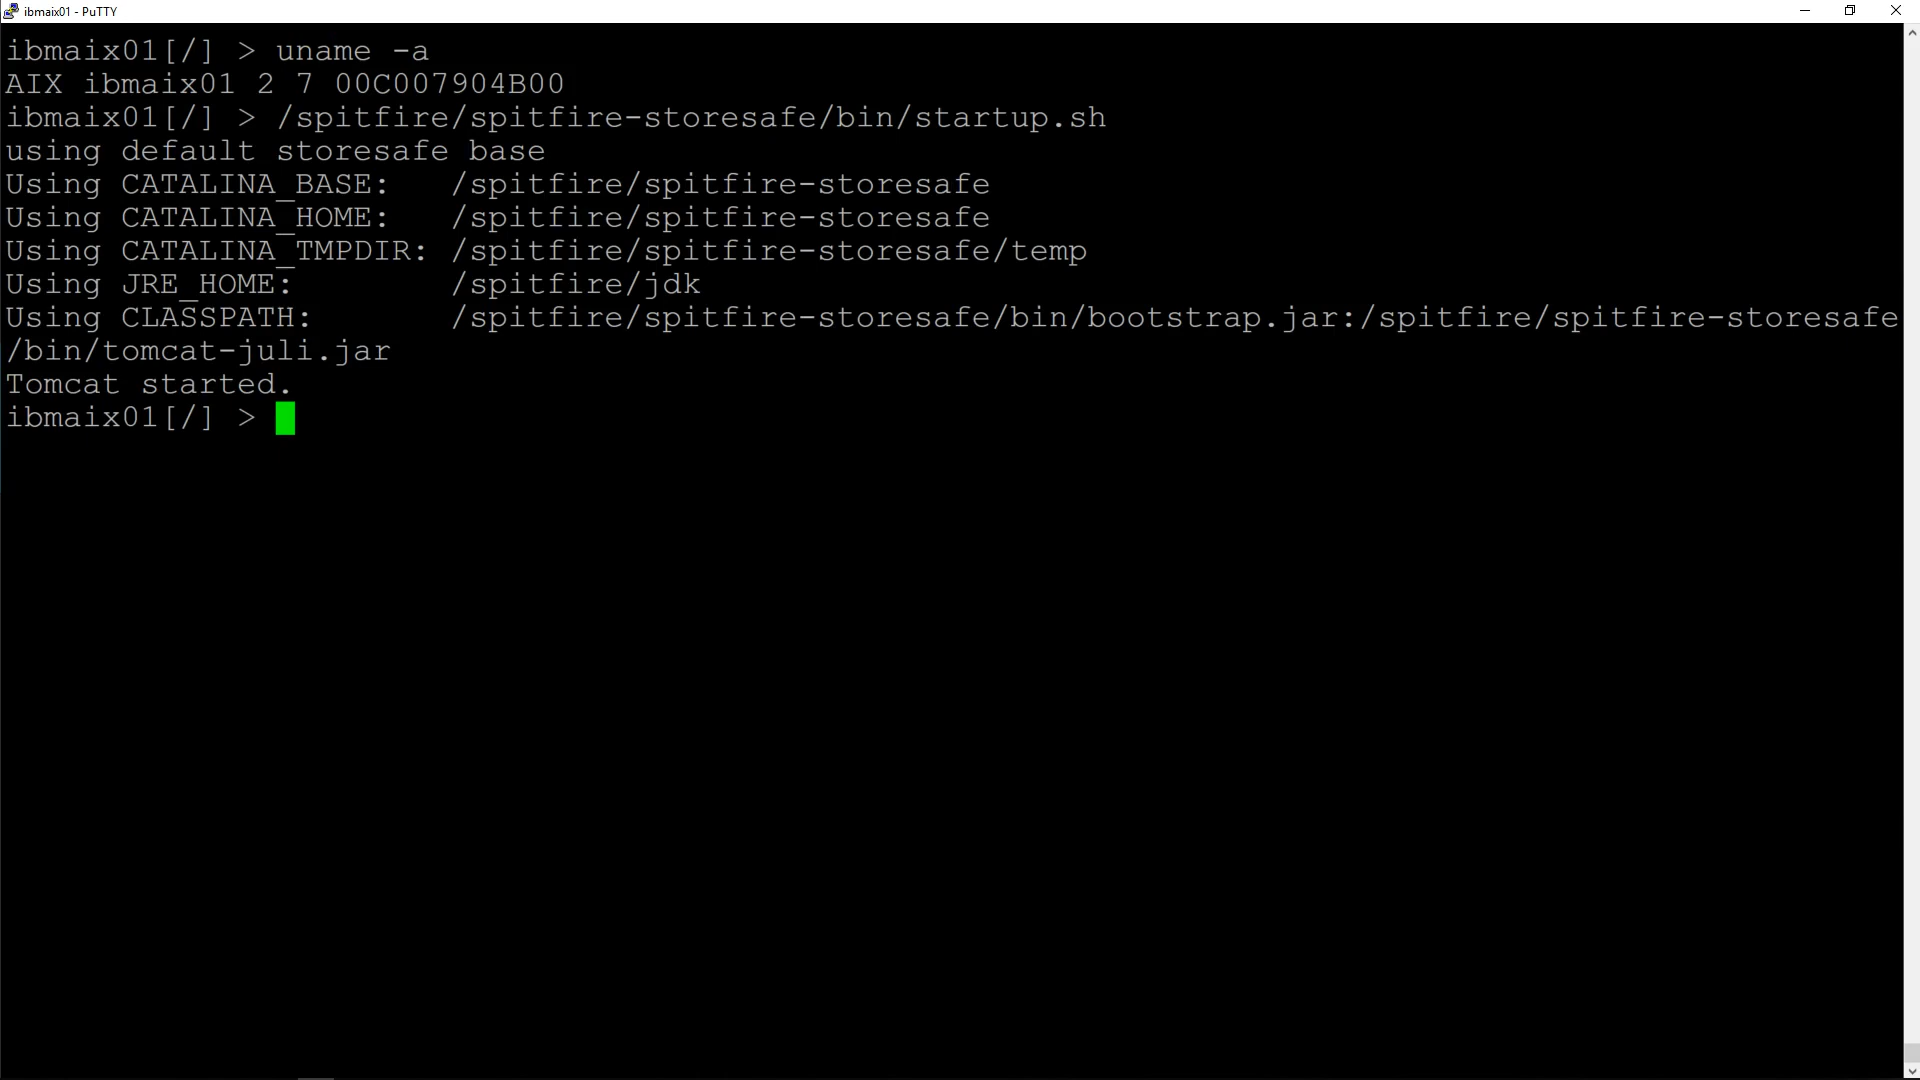 ibmaix01 - PuTTY
ibmaix01[/] > uname -a
AIX ibmaix01 2 7 00C007904B00
ibmaix01[/] > /spitfire/spitfire-storesafe/bin/startup.sh
using default storesafe base
Using CATALINA_BASE:   /spitfire/spitfire-storesafe
Using CATALINA_HOME:   /spitfire/spitfire-storesafe
Using CATALINA_TMPDIR: /spitfire/spitfire-storesafe/temp
Using JRE_HOME:        /spitfire/jdk
Using CLASSPATH:       /spitfire/spitfire-storesafe/bin/bootstrap.jar:/spitfire/spitfire-storesafe
/bin/tomcat-juli.jar
Tomcat started.
ibmaix01[/] >